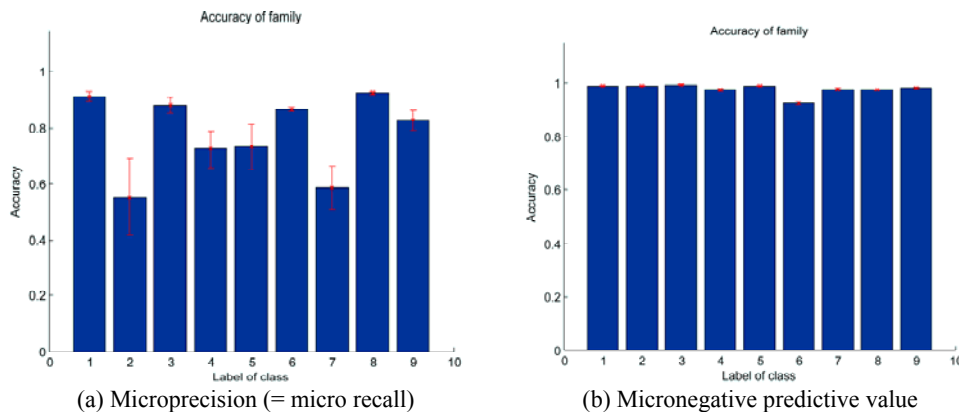 Accuracy of family
1
0.8
0.6
0.4
0.2
0
Accuracy
0 1 2 3 4 5 6 7 8 9 10
Label of class
(a) Microprecision (= micro recall)
Accuracy of family
1
0.8
0.6
0.4
0.2
0
Accuracy
0 1 2 3 4 5 6 7 8 9 10
Label of class
(b) Micronegative predictive value